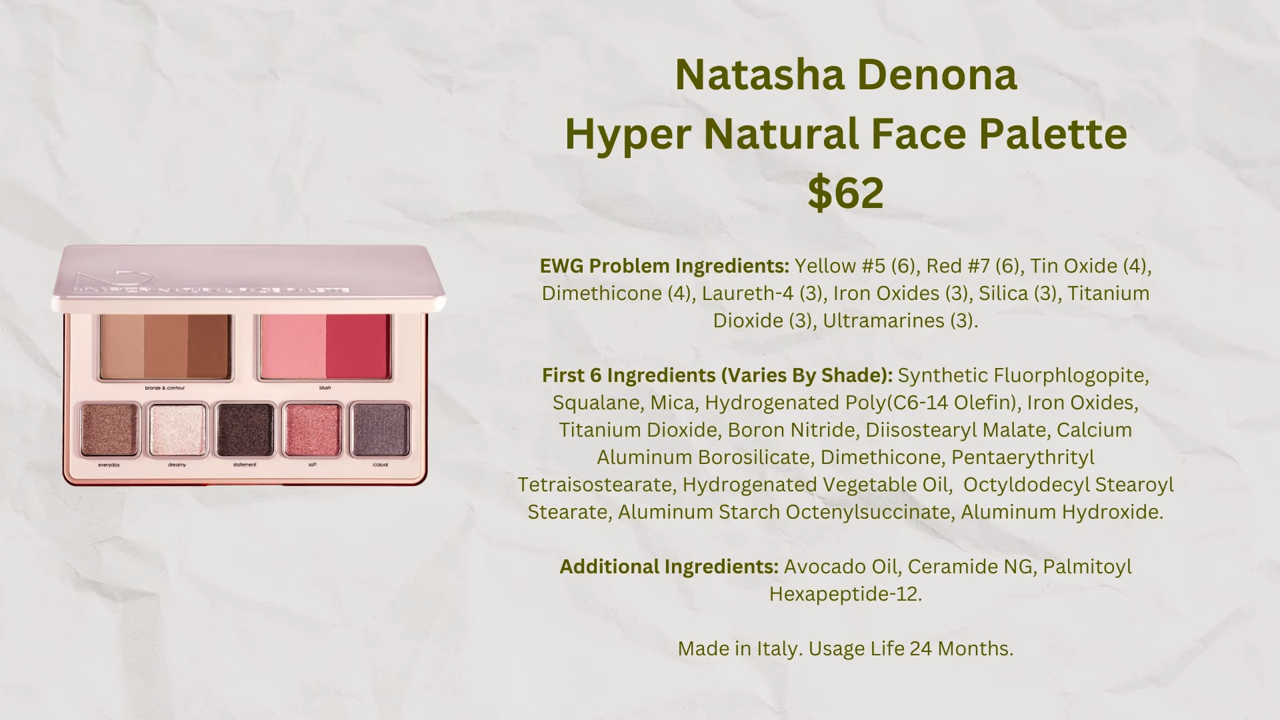 Natasha Denona
Hyper Natural Face Palette
$62
EWG Problem Ingredients: Yellow #5 (6), Red #7 (6), Tin Oxide (4),
Dimethicone (4), Laureth-4 (3), Iron Oxides (3), Silica (3), Titanium
Dioxide (3), Ultramarines (3).
First 6 Ingredients (Varies By Shade): Synthetic Fluorphlogopite,
Squalane, Mica, Hydrogenated Poly(C6-14 Olefin), Iron Oxides,
Titanium Dioxide, Boron Nitride, Diisostearyl Malate, Calcium
Aluminum Borosilicate, Dimethicone, Pentaerythrityl
Tetraisostearate, Hydrogenated Vegetable Oil,  Octyldodecyl Stearoyl
Stearate, Aluminum Starch Octenylsuccinate, Aluminum Hydroxide.
Additional Ingredients: Avocado Oil, Ceramide NG, Palmitoyl
Hexapeptide-12.
Made in Italy. Usage Life 24 Months.
ND
bronze & contour
blush
everyday
dreamy
statement
soft
casual